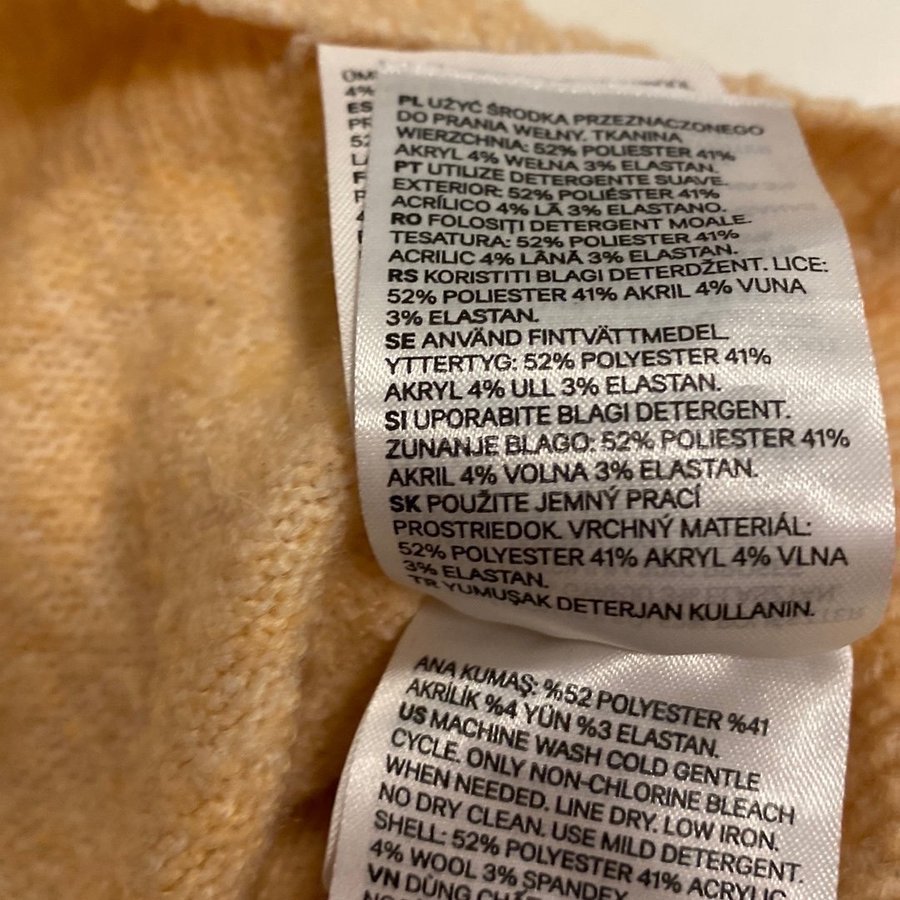 4%
ES
52
PL UŻYĆ ŚRODKA PRZEZNACZONEGO
DO PRANIA WEŁNY. TKANINA
WIERZCHNIA: 52% POLIESTER 41%
AKRYL 4% WEŁNA 3% ELASTAN.
PT UTILIZE DETERGENTE SUAVE.
EXTERIOR: 52% POLIÉSTER 41%
ACRÍLICO 4% LÃ 3% ELASTANO.
RO FOLOSIŢI DETERGENT MOALE.
TESATURA: 52% POLIESTER 41%
ACRILIC 4% LÂNĂ 3% ELASTAN.
RS KORISTITI BLAGI DETERDŽENT. LICE:
52% POLIESTER 41% AKRIL 4% VUNA
3% ELASTAN.
SE ANVÄND FINTVÄTTMEDEL.
YTTERTYG: 52% POLYESTER 41%
AKRYL 4% ULL 3% ELASTAN.
SI UPORABITE BLAGI DETERGENT.
ZUNANJE BLAGO: 52% POLIESTER 41%
AKRIL 4% VOLNA 3% ELASTAN.
SK POUŽITE JEMNÝ PRACÍ
PROSTRIEDOK. VRCHNÝ MATERIÁL:
52% POLYESTER 41% AKRYL 4% VLNA
3% ELASTAN.
TR YUMUŞAK DETERJAN KULLANIN.
ANA KUMAŞ: %52 POLYESTER %41
AKRİLİK %4 YÜN %3 ELASTAN.
US MACHINE WASH COLD GENTLE
CYCLE. ONLY NON-CHLORINE BLEACH
WHEN NEEDED. LINE DRY. LOW IRON.
NO DRY CLEAN. USE MILD DETERGENT.
SHELL: 52% POLYESTER 41% ACRYLIC
4% WOOL 3% SPANDEX
VN DÙNG